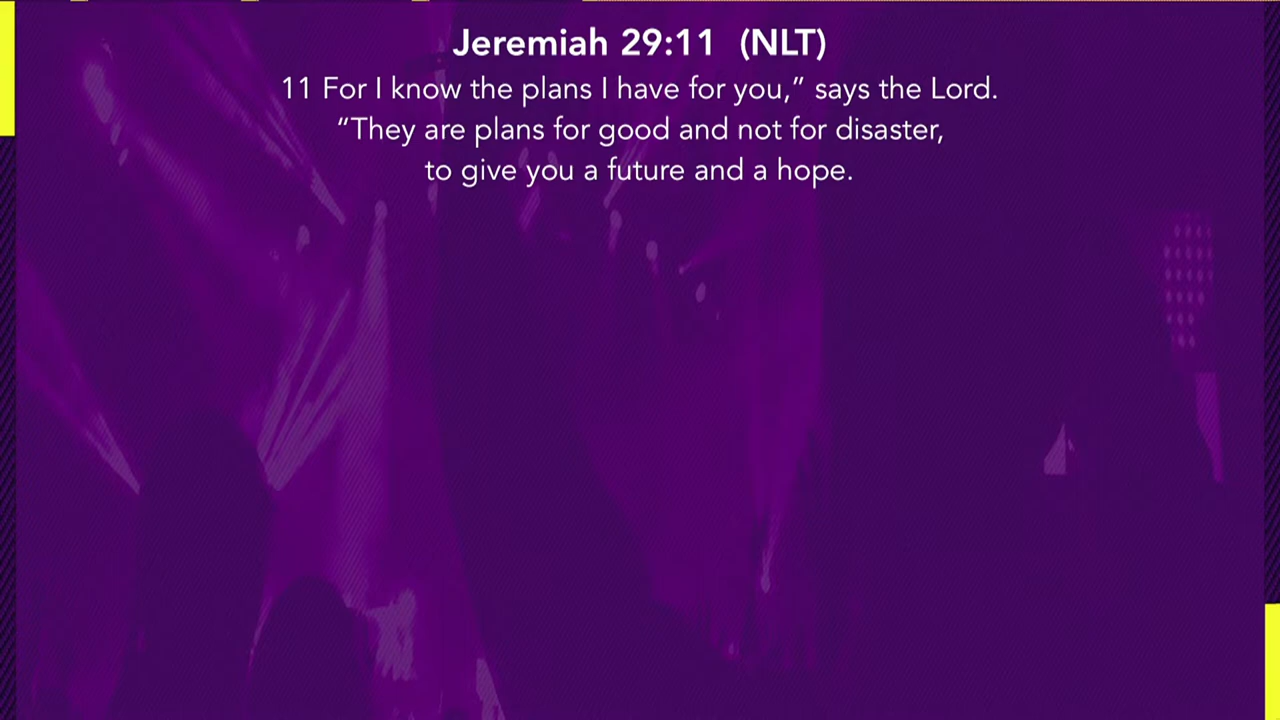 Jeremiah 29:11 (NLT)
11 For I know the plans I have for you,” says the Lord.
“They are plans for good and not for disaster,
to give you a future and a hope.